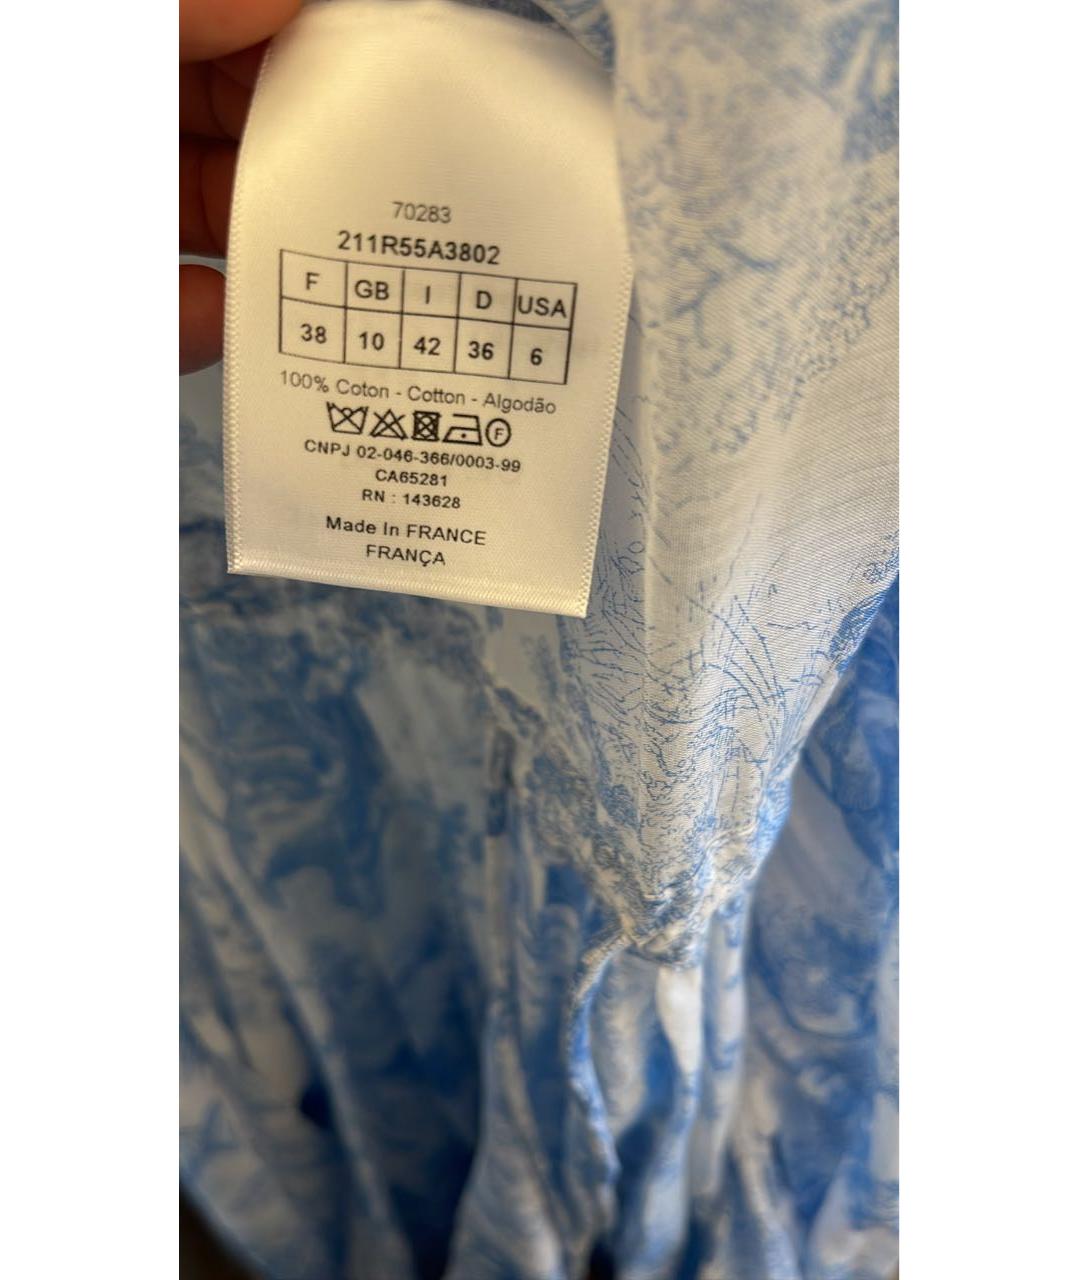 70283
211R55A3802
F GB I D USA
38 10 42 36 6
100% Coton - Cotton - Algodão
F
CNPJ 02-046-366/0003-99
CA65281
RN : 143628
Made In FRANCE
FRANÇA